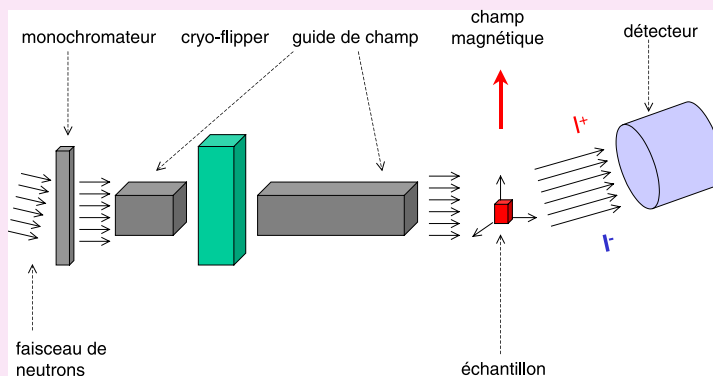 monochromateur
cryo-flipper
guide de champ
champ
magnétique
détecteur
I+
I-
faisceau de
neutrons
échantillon